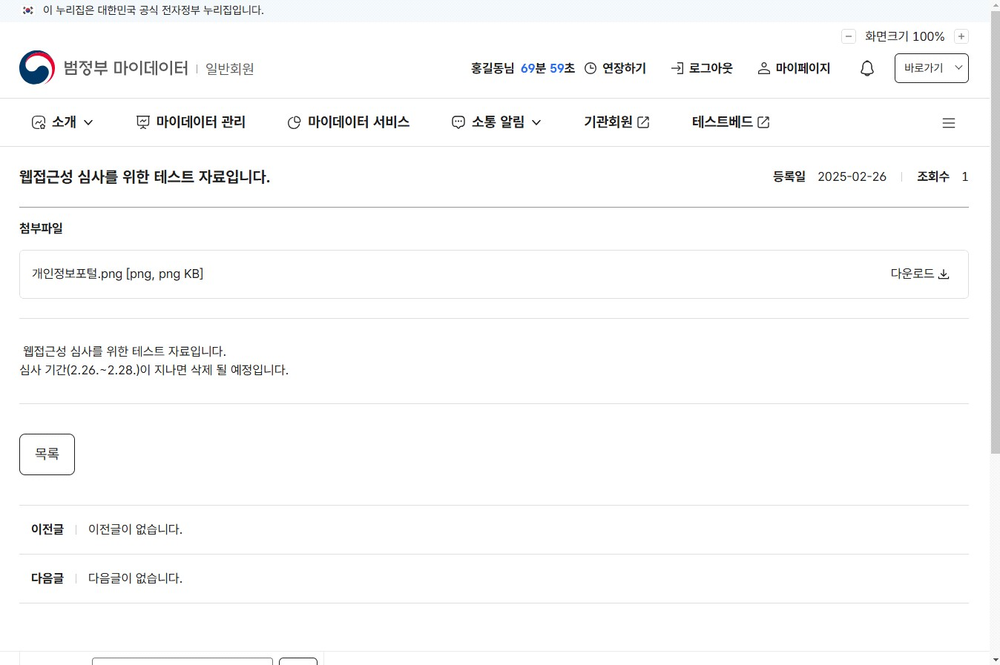 이 누리집은 대한민국 공식 전자정부 누리집입니다.
화면크기 100%
범정부 마이데이터 일반회원
홍길동님 69분 59초 연장하기 로그아웃 마이페이지 바로가기
소개 마이데이터 관리 마이데이터 서비스 소통 알림 기관회원 테스트베드
웹접근성 심사를 위한 테스트 자료입니다. 등록일 2025-02-26 조회수 1
첨부파일
개인정보포털.png [png, png KB] 다운로드
웹접근성 심사를 위한 테스트 자료입니다.
심사 기간(2.26.~2.28.)이 지나면 삭제 될 예정입니다.
목록
이전글 이전글이 없습니다.
다음글 다음글이 없습니다.